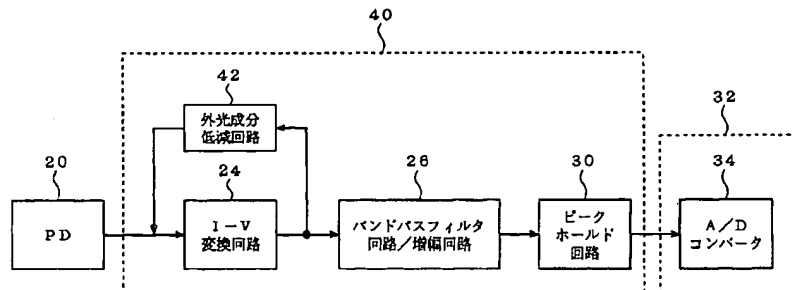 40
42
外光成分
低減回路
32
20
24
26
30
34
PD
I－V
変換回路
バンドパスフィルタ
回路／増幅回路
ピーク
ホールド
回路
A／D
コンバータ